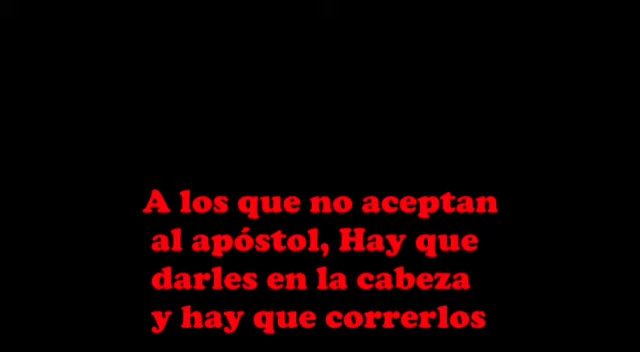 A los que no aceptan
al apóstol, Hay que
darles en la cabeza
y hay que correrlos